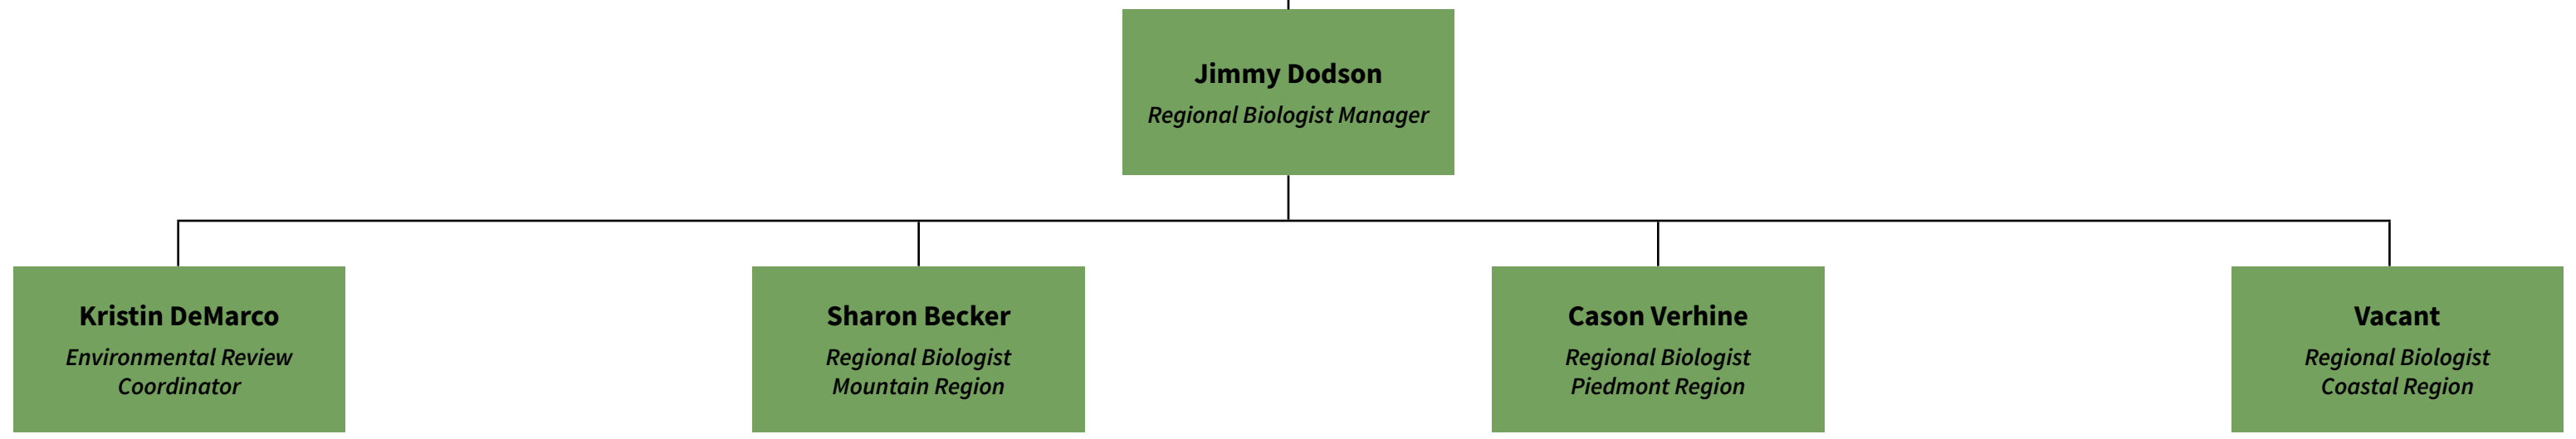 Jimmy Dodson
Regional Biologist Manager
Kristin DeMarco
Environmental Review
Coordinator
Sharon Becker
Regional Biologist
Mountain Region
Cason Verhine
Regional Biologist
Piedmont Region
Vacant
Regional Biologist
Coastal Region